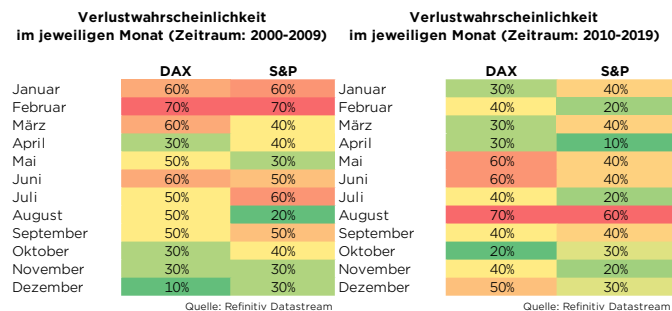 Verlustwahrscheinlichkeit
im jeweiligen Monat (Zeitraum: 2000-2009)
DAX S&P
Januar 60% 60%
Februar 70% 70%
März 60% 40%
April 30% 40%
Mai 50% 30%
Juni 60% 50%
Juli 50% 60%
August 50% 20%
September 50% 50%
Oktober 30% 40%
November 30% 30%
Dezember 10% 30%
Quelle: Refinitiv Datastream
Verlustwahrscheinlichkeit
im jeweiligen Monat (Zeitraum: 2010-2019)
DAX S&P
Januar 30% 40%
Februar 40% 20%
März 30% 40%
April 30% 10%
Mai 60% 40%
Juni 60% 40%
Juli 40% 20%
August 70% 60%
September 40% 40%
Oktober 20% 30%
November 40% 20%
Dezember 50% 30%
Quelle: Refinitiv Datastream